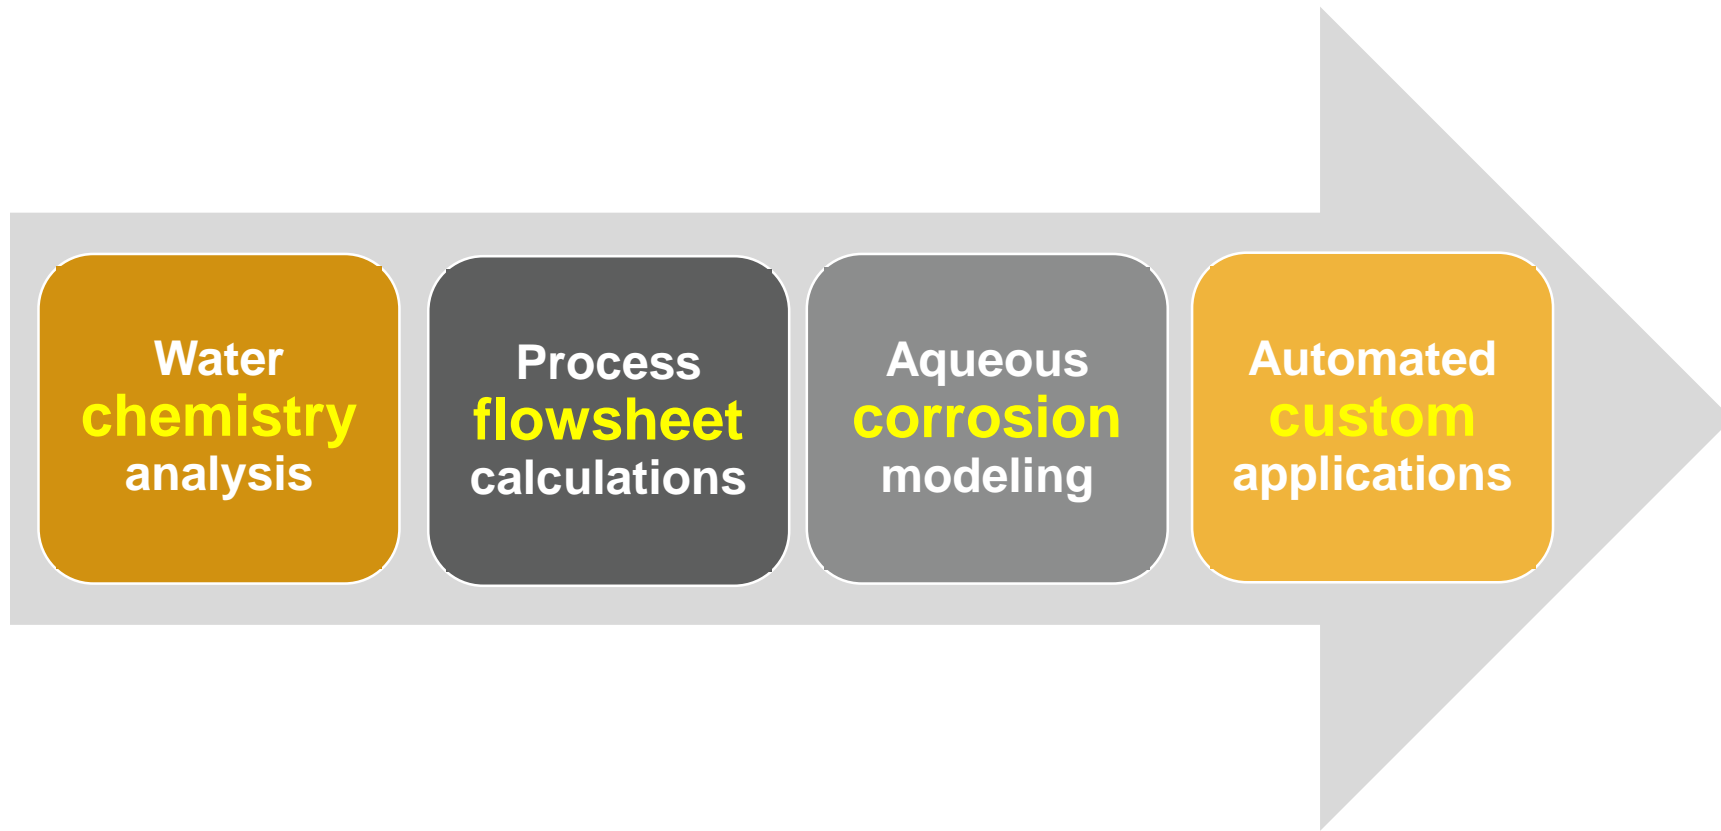 Water
chemistry
analysis
Process
flowsheet
calculations
Aqueous
corrosion
modeling
Automated
custom
applications